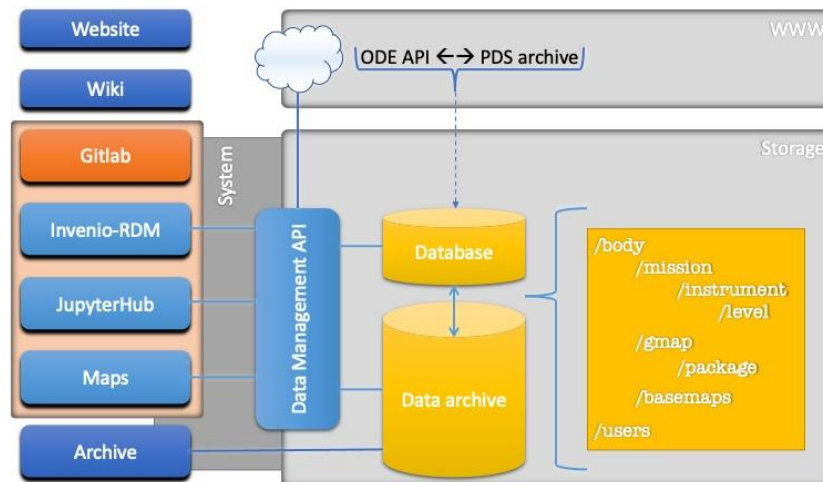 Website
Wiki
Gitlab
Invenio-RDM
JupyterHub
Maps
Archive
System
Data Management API
WWW
ODE API ←→ PDS archive
Storage
Database
Data archive
/body
/mission
/instrument
/level
/gmap
/package
/basemaps
/users